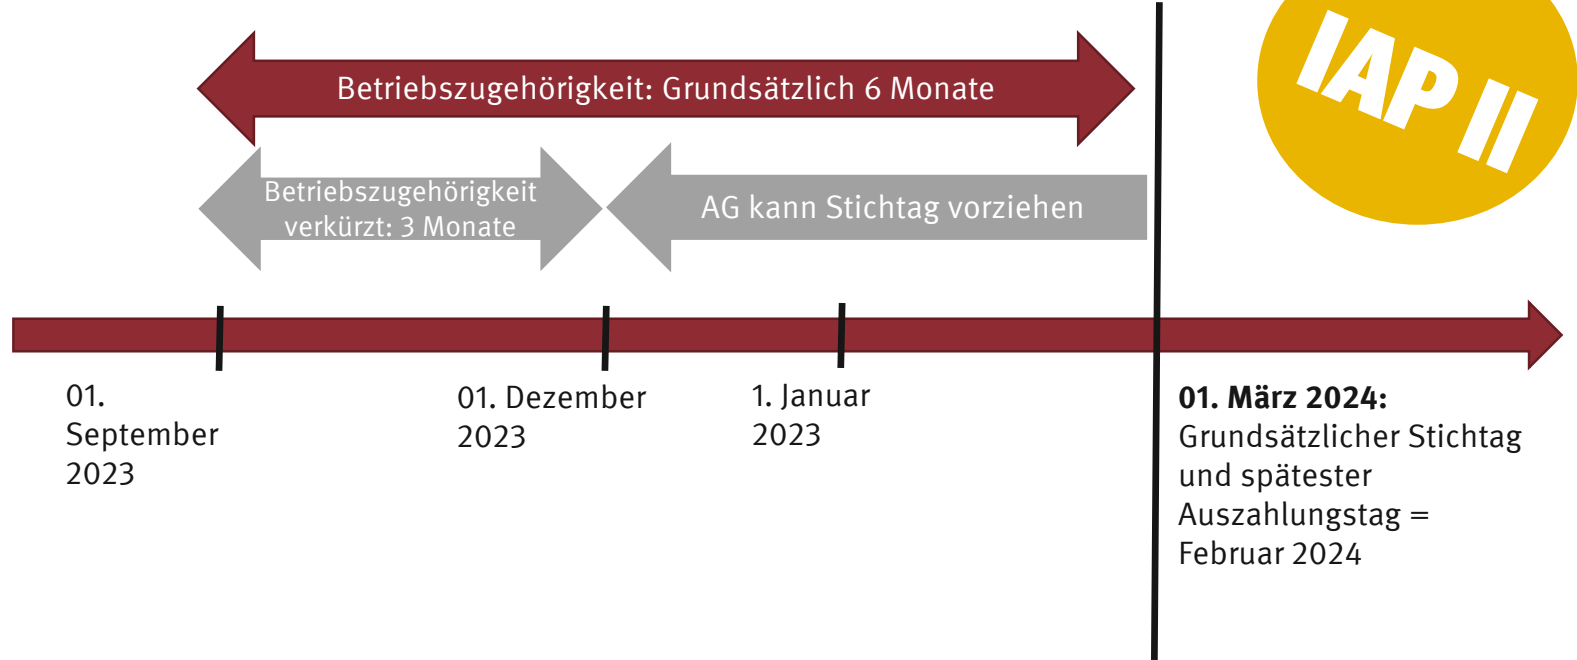 IAP II
Betriebszugehörigkeit: Grundsätzlich 6 Monate
Betriebszugehörigkeit
verkürzt: 3 Monate
AG kann Stichtag vorziehen
01.
September
2023
01. Dezember
2023
1. Januar
2023
01. März 2024:
Grundsätzlicher Stichtag
und spätester
Auszahlungstag =
Februar 2024